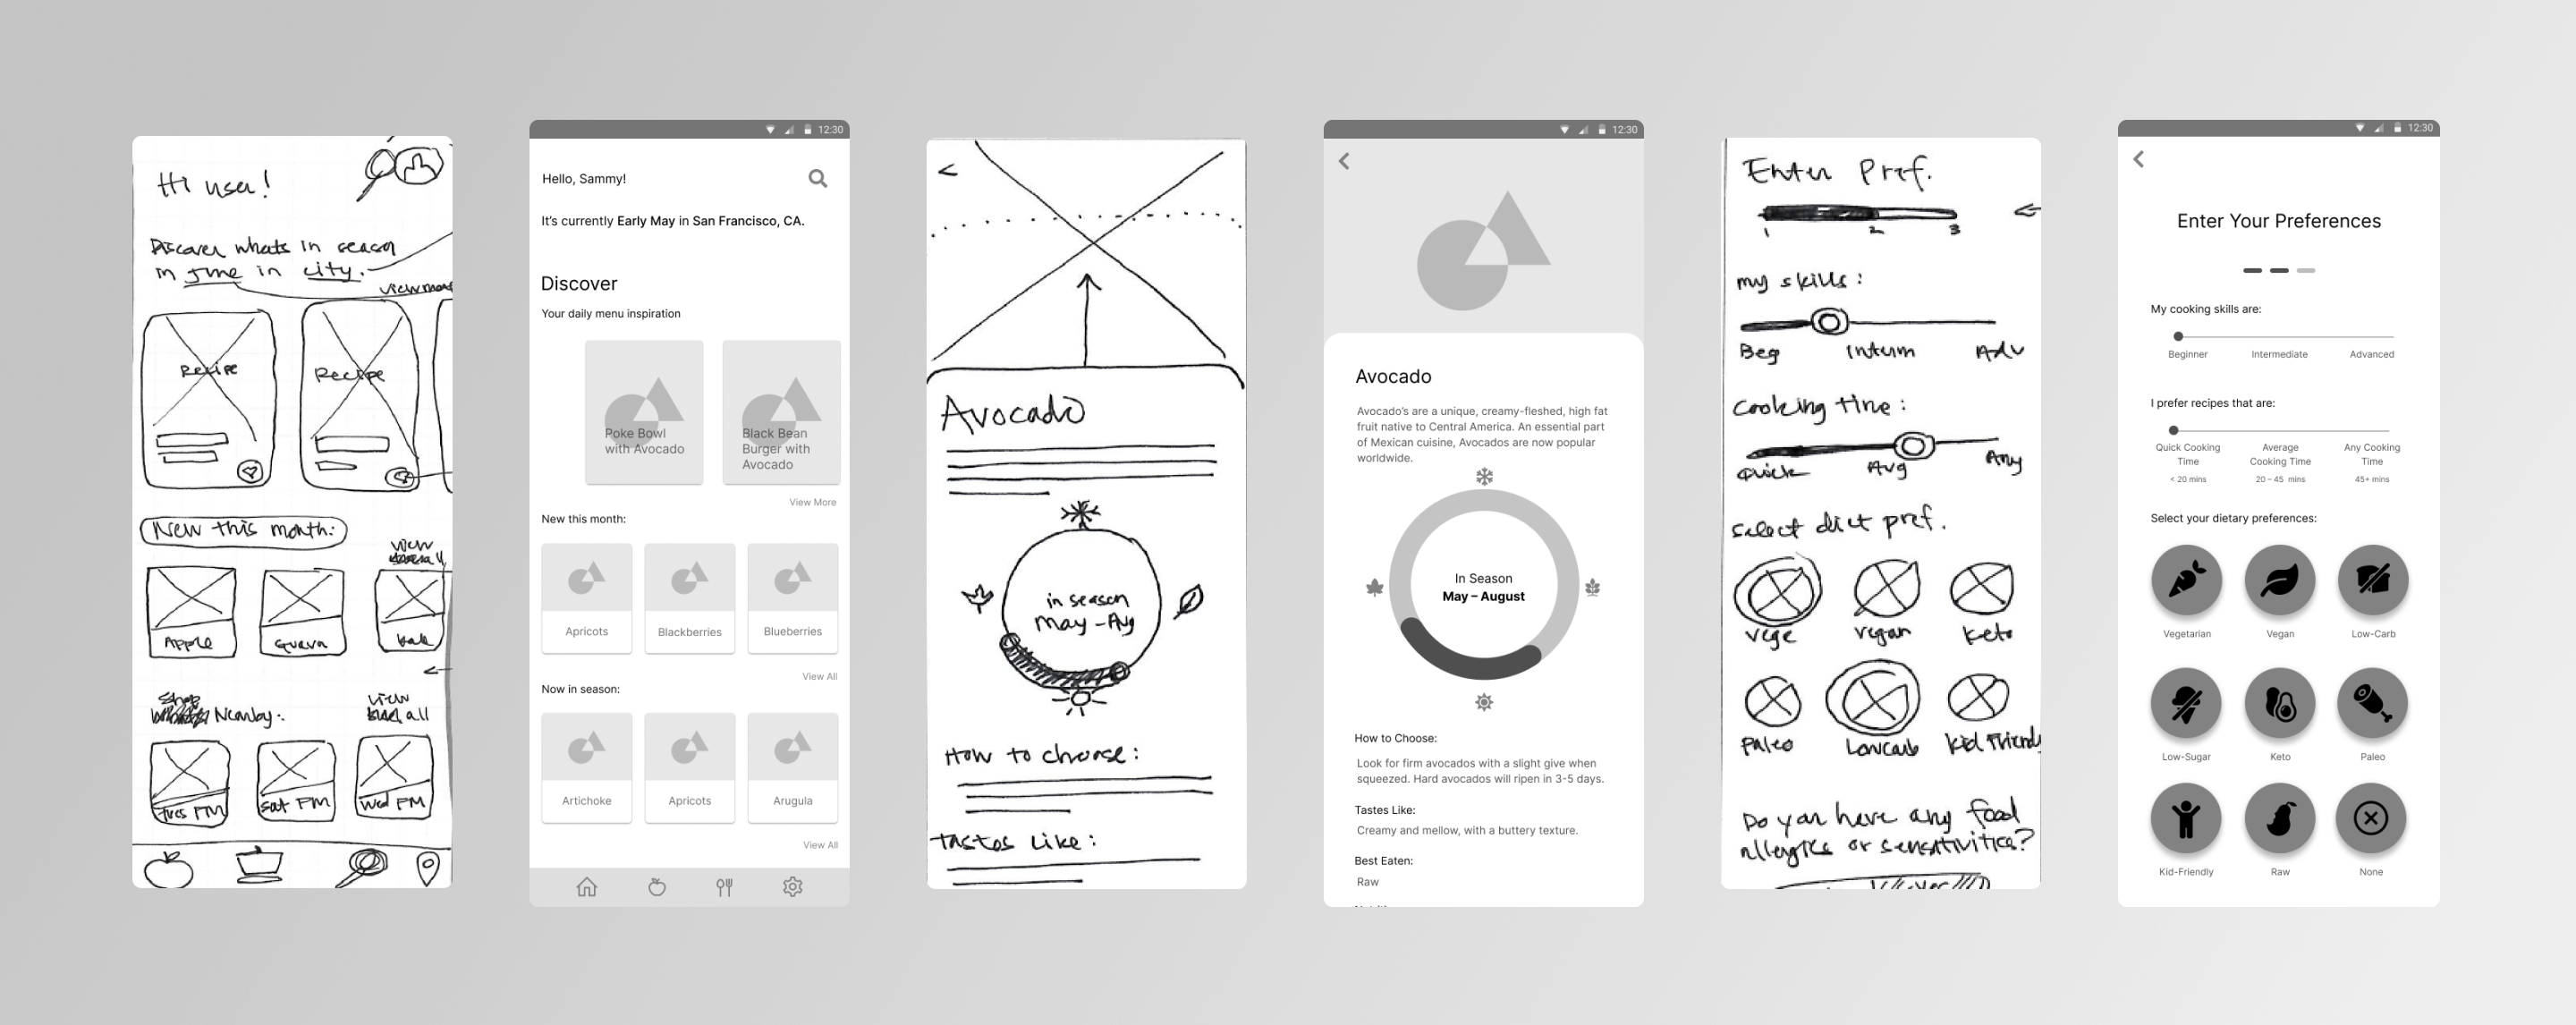 Hi user!
Discover whats in season
in June in city.
view more
Recipe
Recipe
New this month:
view
all
Apple
Guava
kale
Shop
Nearby:
view
all
tues PM
Sat PM
Wed PM
12:30
Hello, Sammy!
It's currently Early May in San Francisco, CA.
Discover
Your daily menu inspiration
Poke Bowl
with Avocado
Black Bean
Burger with
Avocado
View More
New this month:
Apricots
Blackberries
Blueberries
View All
Now in season:
Artichoke
Apricots
Arugula
View All
<
Avocado
in season
May - Aug
How to choose:
Tastes Like:
12:30
Avocado
Avocado's are a unique, creamy-fleshed, high fat
fruit native to Central America. An essential part
of Mexican cuisine, Avocados are now popular
worldwide.
In Season
May – August
How to Choose:
Look for firm avocados with a slight give when
squeezed. Hard avocados will ripen in 3-5 days.
Tastes Like:
Creamy and mellow, with a buttery texture.
Best Eaten:
Raw
Enter Pref.
1 2 3
my skills:
Beg Interm Adv
Cooking time:
Quick Avg Any
Select diet pref.
vege vegan keto
paleo Lowcarb kid Friendly
Do you have any food
allergies or sensitivities?
12:30
Enter Your Preferences
My cooking skills are:
Beginner Intermediate Advanced
I prefer recipes that are:
Quick Cooking
Time
< 20 mins
Average
Cooking Time
20 – 45 mins
Any Cooking
Time
45+ mins
Select your dietary preferences:
Vegetarian Vegan Low-Carb
Low-Sugar Keto Paleo
Kid-Friendly Raw None